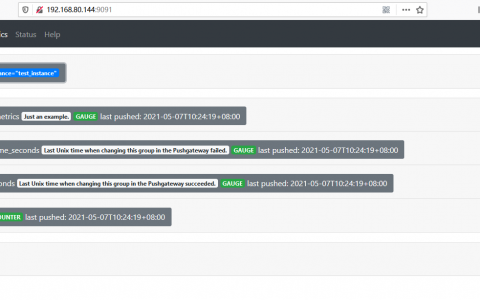 192.168.80.144:9091
ics Status Help
ance="test_instance"
etrics Just an example. GAUGE last pushed: 2021-05-07T10:24:19+08:00
me_seconds Last Unix time when changing this group in the Pushgateway failed. GAUGE last pushed: 2021-05-07T10:24:19+08:00
onds Last Unix time when changing this group in the Pushgateway succeeded. GAUGE last pushed: 2021-05-07T10:24:19+08:00
OUNTER last pushed: 2021-05-07T10:24:19+08:00